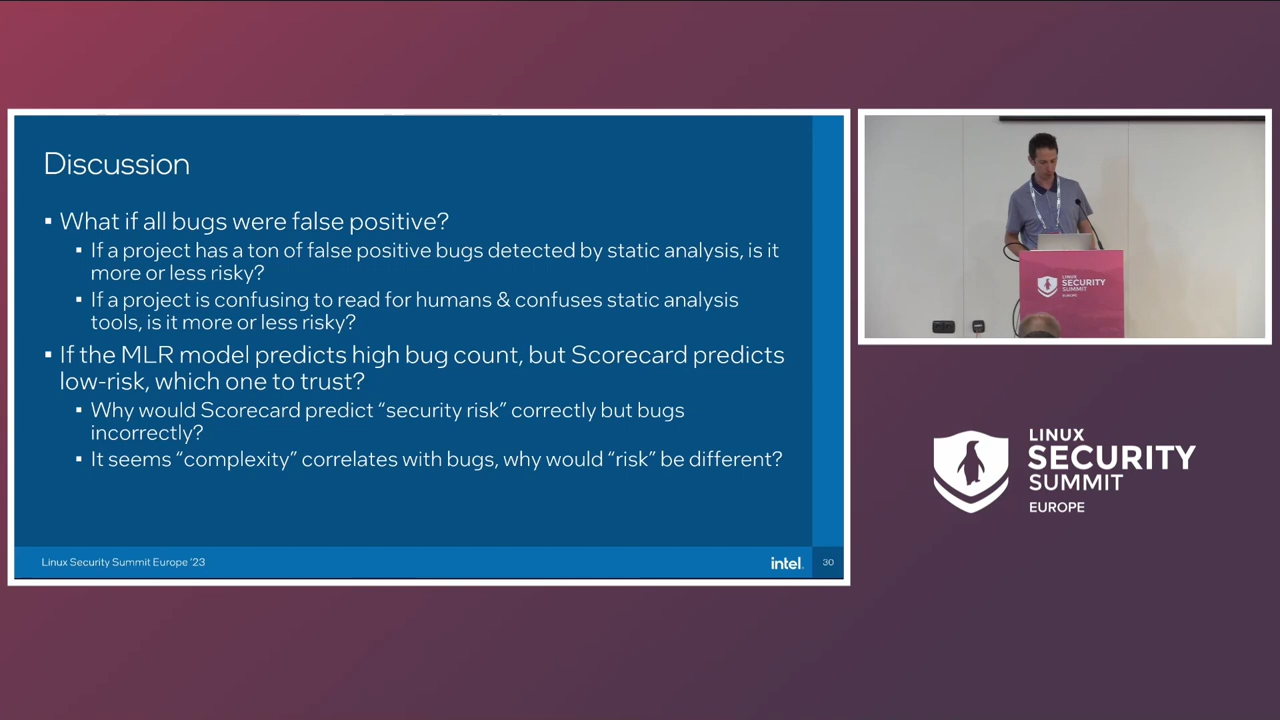 Discussion
▪ What if all bugs were false positive?
▪ If a project has a ton of false positive bugs detected by static analysis, is it
more or less risky?
▪ If a project is confusing to read for humans & confuses static analysis
tools, is it more or less risky?
▪ If the MLR model predicts high bug count, but Scorecard predicts
low-risk, which one to trust?
▪ Why would Scorecard predict “security risk” correctly but bugs
incorrectly?
▪ It seems “complexity” correlates with bugs, why would “risk” be different?
Linux Security Summit Europe ’23
intel.
30
LINUX
SECURITY
SUMMIT
EUROPE
LINUX
SECURITY
SUMMIT
EUROPE